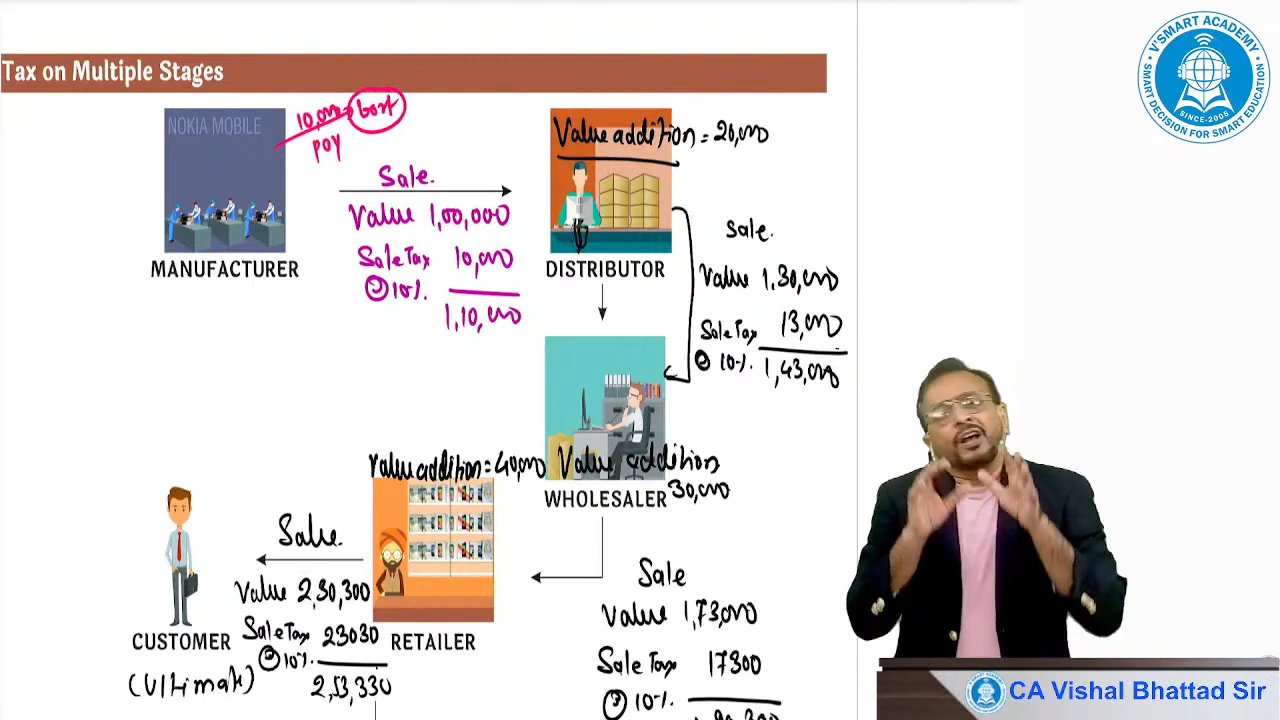 Tax on Multiple Stages
V'SMART ACADEMY
SINCE-2005
SMART DECISION FOR SMART EDUCATION
NOKIA MOBILE
10,000 Govt
pay
MANUFACTURER
Sale.
Value 1,00,000
Sale Tax 10,000
@ 10%.
1,10,000
Value addition = 20,000
DISTRIBUTOR
Sale.
Value 1,30,000
Sale Tax 13,000
@ 10%. 1,43,000
Value addition
30,000
WHOLESALER
Sale
Value 1,73,000
Sale Tax 17300
@ 10%.
Value addition = 40,000
RETAILER
Sale.
Value 2,30,300
Sale Tax 23030
@ 10%.
2,53,330
CUSTOMER
(Ultimate)
CA Vishal Bhattad Sir